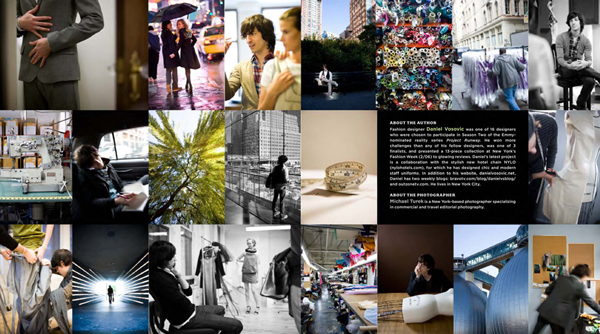 ABOUT THE AUTHOR
Fashion designer Daniel Vosovic was one of 16 designers
who were chosen to participate in Season Two of the Emmy-
nominated reality series Project Runway. He won more
challenges than any of his fellow designers, was one of 3
finalists, and presented a 13-piece collection at New York's
Fashion Week (2/06) to glowing reviews. Daniel's latest project
is a collaboration with the stylish new hotel chain NYLO
(nylohotels.com), for which he has designed chic and modern
staff uniforms. In addition to his website, danielvosovic.net,
Daniel has two weekly blogs: bravotv.com/blog/danielv/blog/
and outzonetv.com. He lives in New York City.
ABOUT THE PHOTOGRAPHER
Michael Turek is a New York-based photographer specializing
in commercial and travel editorial photography.